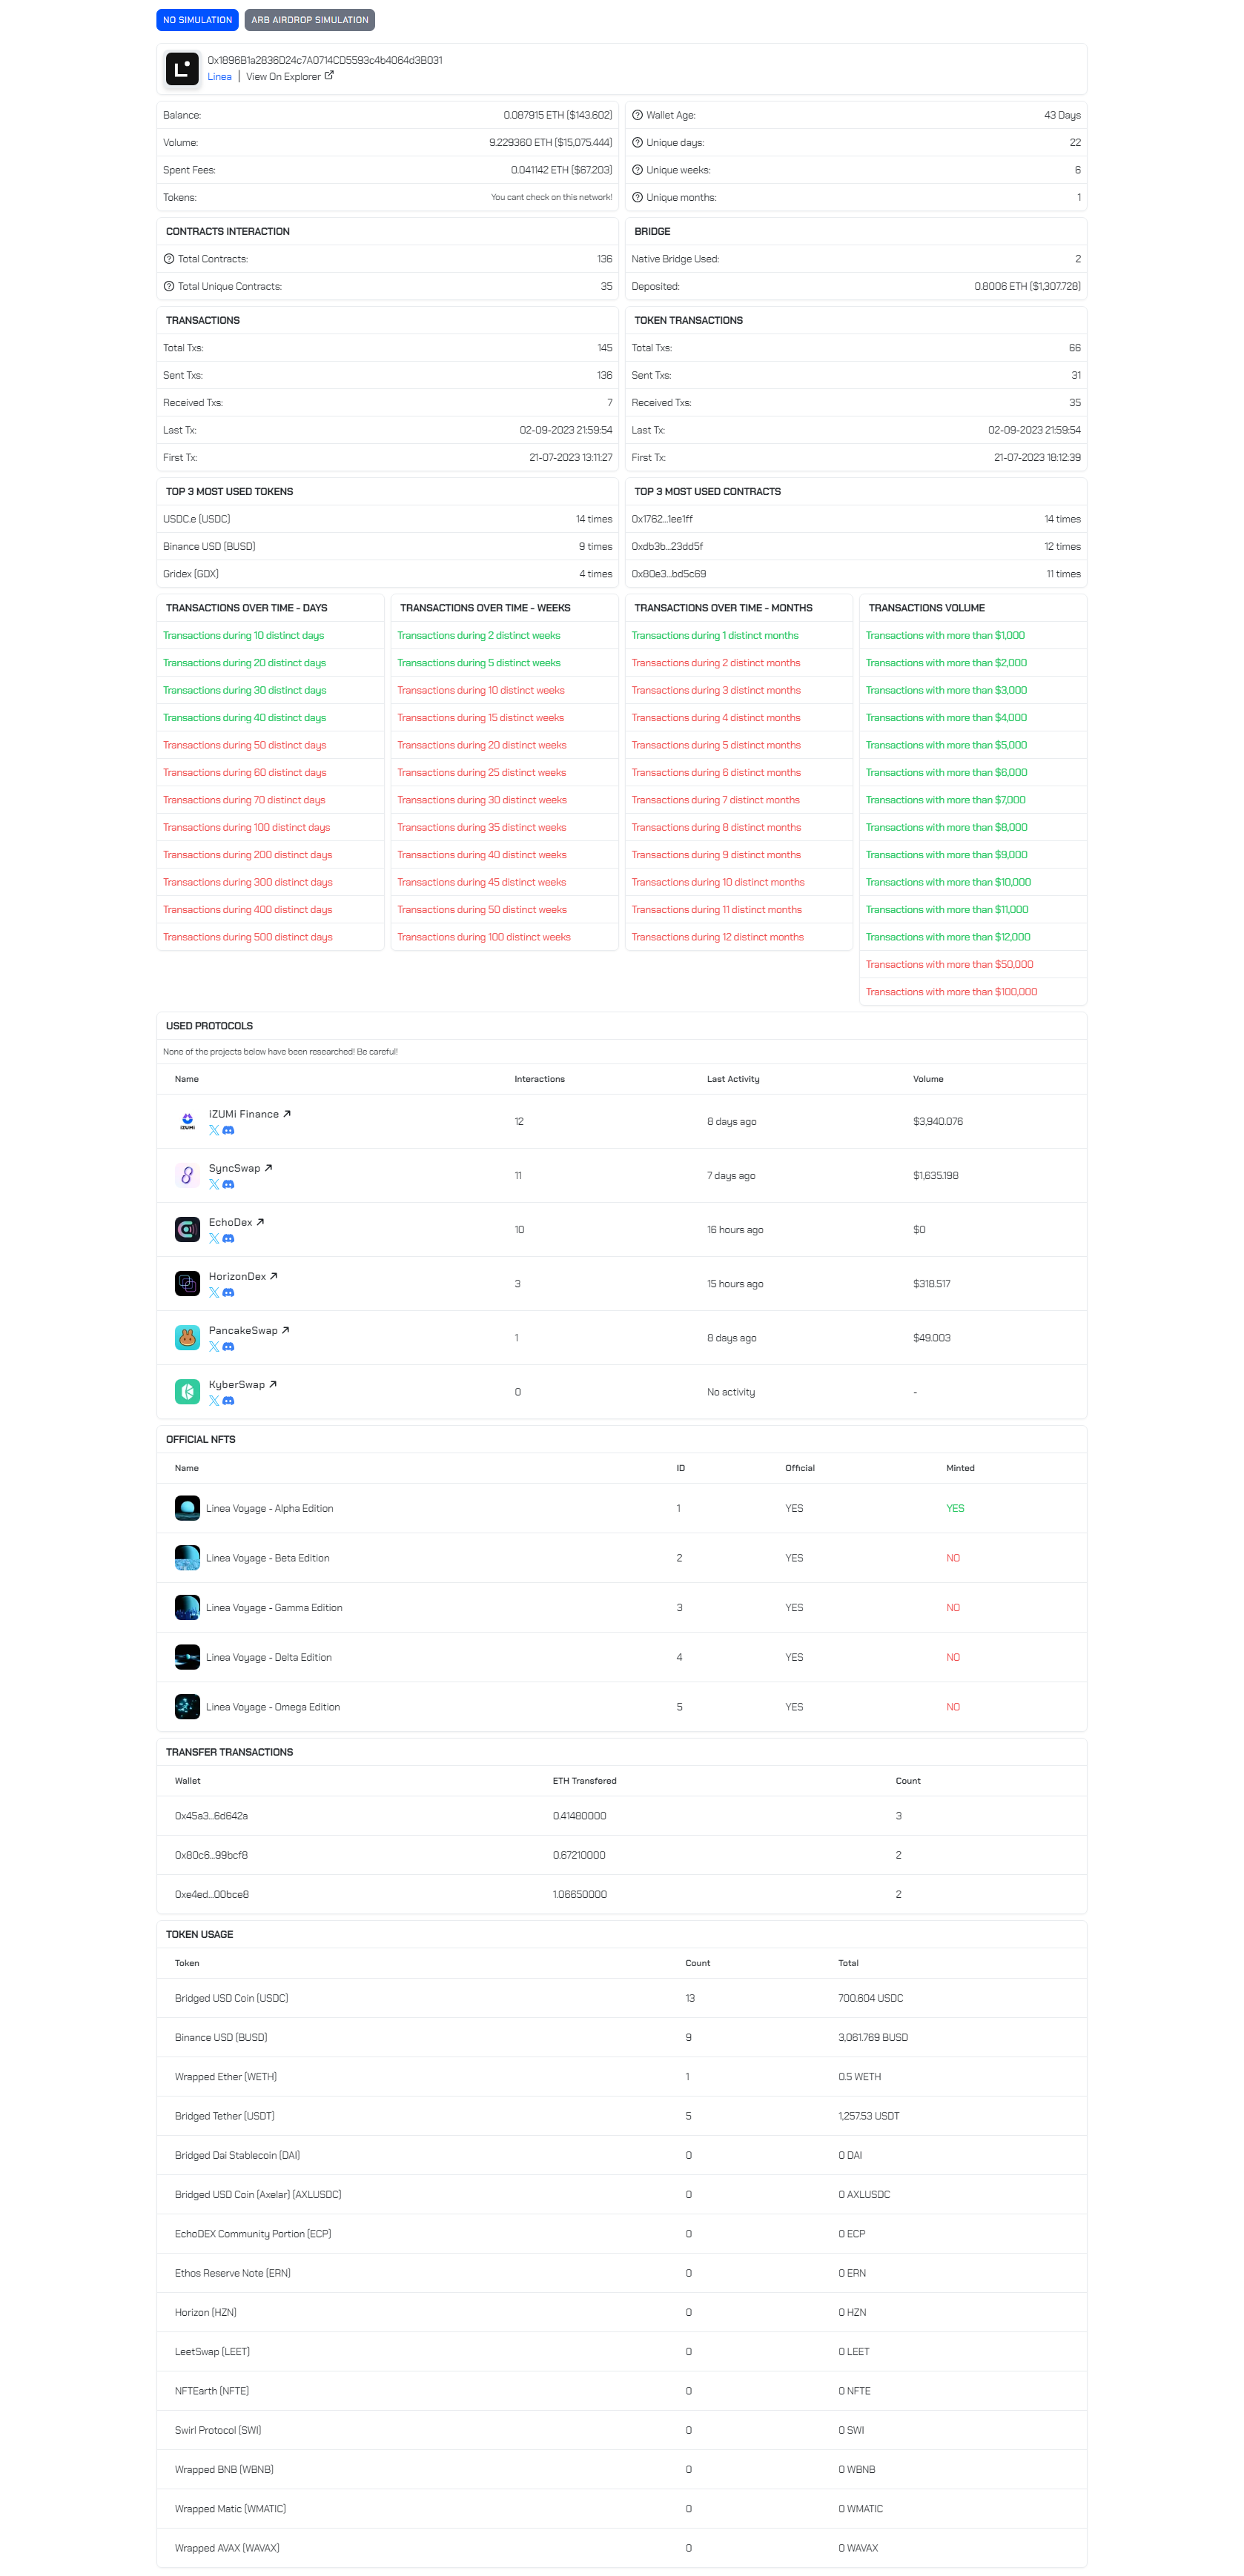 NO SIMULATION
ARB AIRDROP SIMULATION
0x1896B1a2836D24c7A0714CD5593c4b4064d3B031
Linea | View On Explorer
Balance: 0.087915 ETH ($143.602)
Volume: 9.229360 ETH ($15,075.444)
Spent Fees: 0.041142 ETH ($67.203)
Tokens: You cant check on this network!
Wallet Age: 43 Days
Unique days: 22
Unique weeks: 6
Unique months: 1
CONTRACTS INTERACTION
Total Contracts: 136
Total Unique Contracts: 35
BRIDGE
Native Bridge Used: 2
Deposited: 0.8006 ETH ($1,307.728)
TRANSACTIONS
Total Txs: 145
Sent Txs: 136
Received Txs: 7
Last Tx: 02-09-2023 21:59:54
First Tx: 21-07-2023 13:11:27
TOKEN TRANSACTIONS
Total Txs: 66
Sent Txs: 31
Received Txs: 35
Last Tx: 02-09-2023 21:59:54
First Tx: 21-07-2023 18:12:39
TOP 3 MOST USED TOKENS
USDC.e (USDC) 14 times
Binance USD (BUSD) 9 times
Gridex (GDX) 4 times
TOP 3 MOST USED CONTRACTS
0x1762...1ee1ff 14 times
0xdb3b...23dd5f 12 times
0x80e3...bd5c69 11 times
TRANSACTIONS OVER TIME - DAYS
Transactions during 10 distinct days
Transactions during 20 distinct days
Transactions during 30 distinct days
Transactions during 40 distinct days
Transactions during 50 distinct days
Transactions during 60 distinct days
Transactions during 70 distinct days
Transactions during 100 distinct days
Transactions during 200 distinct days
Transactions during 300 distinct days
Transactions during 400 distinct days
Transactions during 500 distinct days
TRANSACTIONS OVER TIME - WEEKS
Transactions during 2 distinct weeks
Transactions during 5 distinct weeks
Transactions during 10 distinct weeks
Transactions during 15 distinct weeks
Transactions during 20 distinct weeks
Transactions during 25 distinct weeks
Transactions during 30 distinct weeks
Transactions during 35 distinct weeks
Transactions during 40 distinct weeks
Transactions during 45 distinct weeks
Transactions during 50 distinct weeks
Transactions during 100 distinct weeks
TRANSACTIONS OVER TIME - MONTHS
Transactions during 1 distinct months
Transactions during 2 distinct months
Transactions during 3 distinct months
Transactions during 4 distinct months
Transactions during 5 distinct months
Transactions during 6 distinct months
Transactions during 7 distinct months
Transactions during 8 distinct months
Transactions during 9 distinct months
Transactions during 10 distinct months
Transactions during 11 distinct months
Transactions during 12 distinct months
TRANSACTIONS VOLUME
Transactions with more than $1,000
Transactions with more than $2,000
Transactions with more than $3,000
Transactions with more than $4,000
Transactions with more than $5,000
Transactions with more than $6,000
Transactions with more than $7,000
Transactions with more than $8,000
Transactions with more than $9,000
Transactions with more than $10,000
Transactions with more than $11,000
Transactions with more than $12,000
Transactions with more than $50,000
Transactions with more than $100,000
USED PROTOCOLS
None of the projects below have been researched! Be careful!
Name Interactions Last Activity Volume
iZUMi Finance 12 8 days ago $3,940.076
SyncSwap 11 7 days ago $1,635.198
EchoDex 10 16 hours ago $0
HorizonDex 3 15 hours ago $318.517
PancakeSwap 1 8 days ago $49.003
KyberSwap 0 No activity -
OFFICIAL NFTS
Name ID Official Minted
Linea Voyage - Alpha Edition 1 YES YES
Linea Voyage - Beta Edition 2 YES NO
Linea Voyage - Gamma Edition 3 YES NO
Linea Voyage - Delta Edition 4 YES NO
Linea Voyage - Omega Edition 5 YES NO
TRANSFER TRANSACTIONS
Wallet ETH Transfered Count
0x45a3...6d642a 0.41480000 3
0x80c6...99bcf8 0.67210000 2
0xe4ed...00bce8 1.06650000 2
TOKEN USAGE
Token Count Total
Bridged USD Coin (USDC) 13 700.604 USDC
Binance USD (BUSD) 9 3,061.769 BUSD
Wrapped Ether (WETH) 1 0.5 WETH
Bridged Tether (USDT) 5 1,257.53 USDT
Bridged Dai Stablecoin (DAI) 0 0 DAI
Bridged USD Coin (Axelar) (AXLUSDC) 0 0 AXLUSDC
EchoDEX Community Portion (ECP) 0 0 ECP
Ethos Reserve Note (ERN) 0 0 ERN
Horizon (HZN) 0 0 HZN
LeetSwap (LEET) 0 0 LEET
NFTEarth (NFTE) 0 0 NFTE
Swirl Protocol (SWI) 0 0 SWI
Wrapped BNB (WBNB) 0 0 WBNB
Wrapped Matic (WMATIC) 0 0 WMATIC
Wrapped AVAX (WAVAX) 0 0 WAVAX